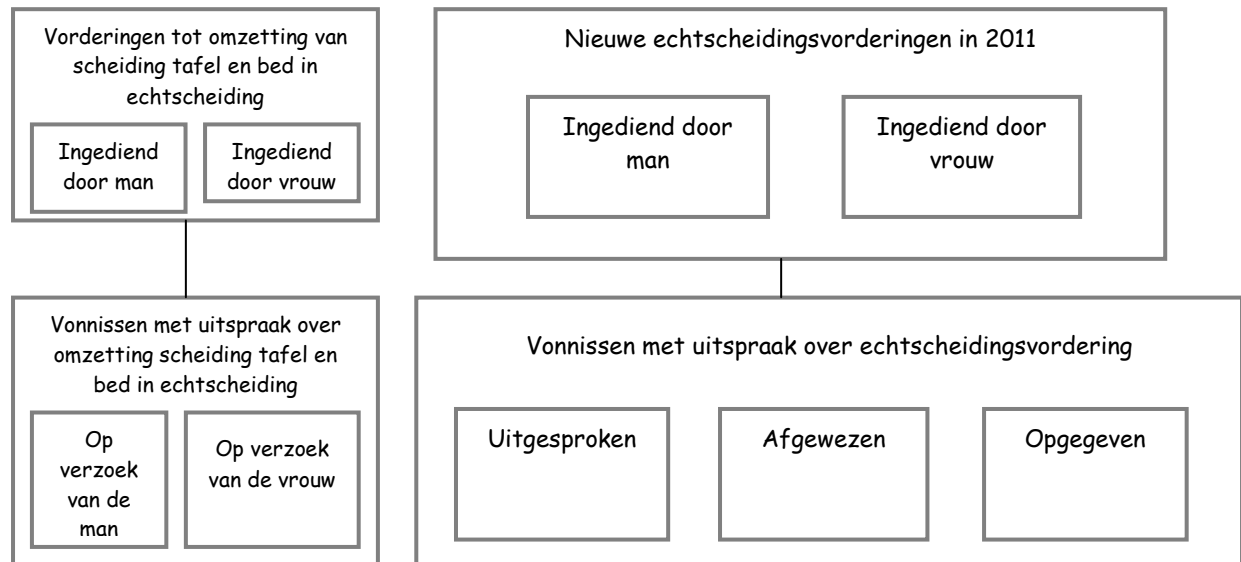 Vorderingen tot omzetting van
scheiding tafel en bed in
echtscheiding
Ingediend
door man
Ingediend
door vrouw
Nieuwe echtscheidingsvorderingen in 2011
Ingediend door
man
Ingediend door
vrouw
Vonnissen met uitspraak over
omzetting scheiding tafel en
bed in echtscheiding
Op
verzoek
van de
man
Op verzoek
van de vrouw
Vonnissen met uitspraak over echtscheidingsvordering
Uitgesproken
Afgewezen
Opgegeven